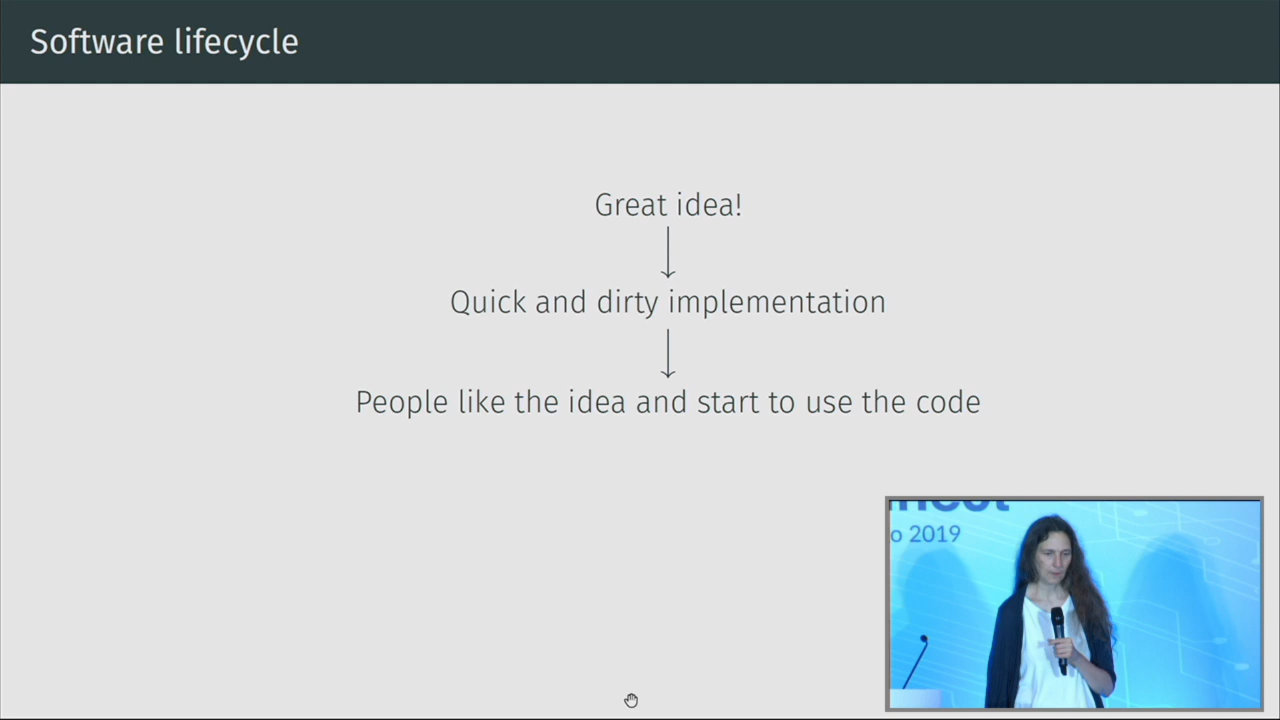 Software lifecycle
Great idea!
Quick and dirty implementation
People like the idea and start to use the code
o 2019